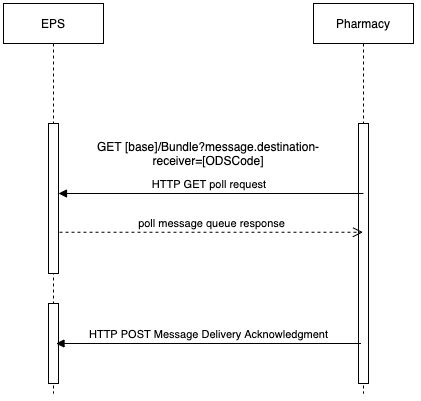 EPS
Pharmacy
GET [base]/Bundle?message.destination-
receiver=[ODSCode]
HTTP GET poll request
poll message queue response
HTTP POST Message Delivery Acknowledgment